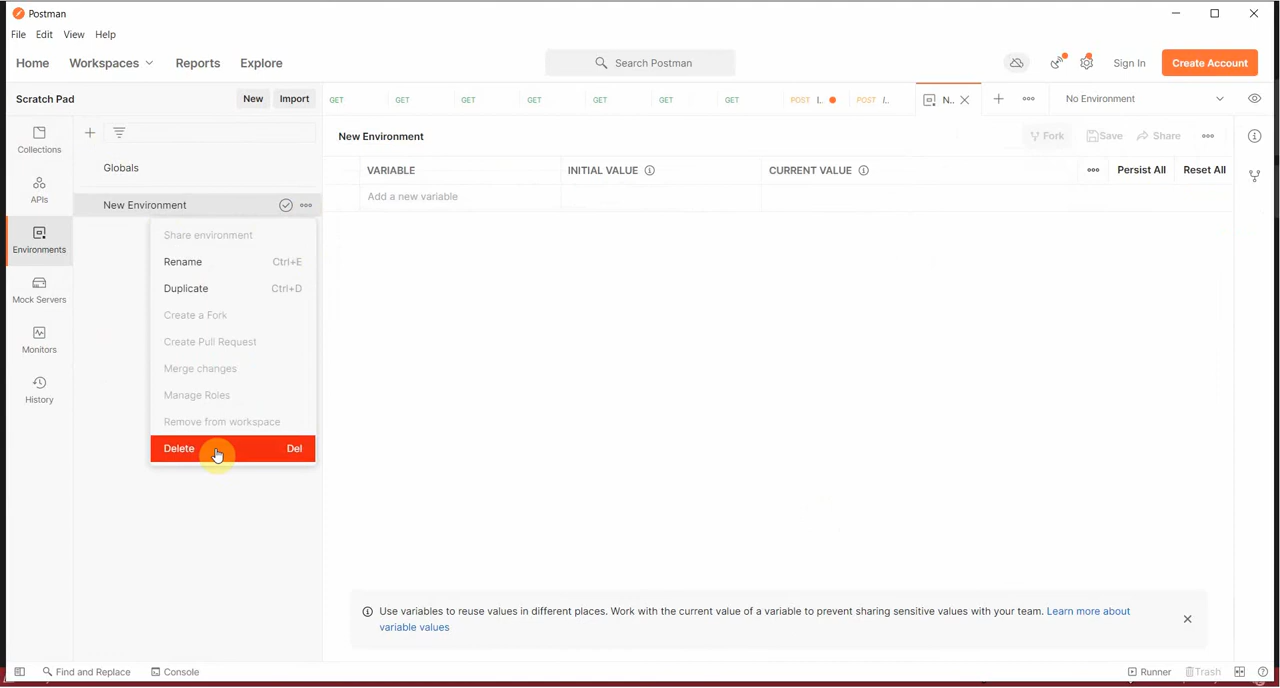 Postman
File Edit View Help
Home Workspaces Reports Explore Search Postman Sign In Create Account
Scratch Pad New Import GET GET GET GET GET GET GET POST I.. POST I.. N.. No Environment
Collections
APIs
Environments
Mock Servers
Monitors
History
Globals
New Environment
Share environment
Rename Ctrl+E
Duplicate Ctrl+D
Create a Fork
Create Pull Request
Merge changes
Manage Roles
Remove from workspace
Delete Del
New Environment Fork Save Share
VARIABLE INITIAL VALUE CURRENT VALUE Persist All Reset All
Add a new variable
Use variables to reuse values in different places. Work with the current value of a variable to prevent sharing sensitive values with your team. Learn more about
variable values
Find and Replace Console Runner Trash